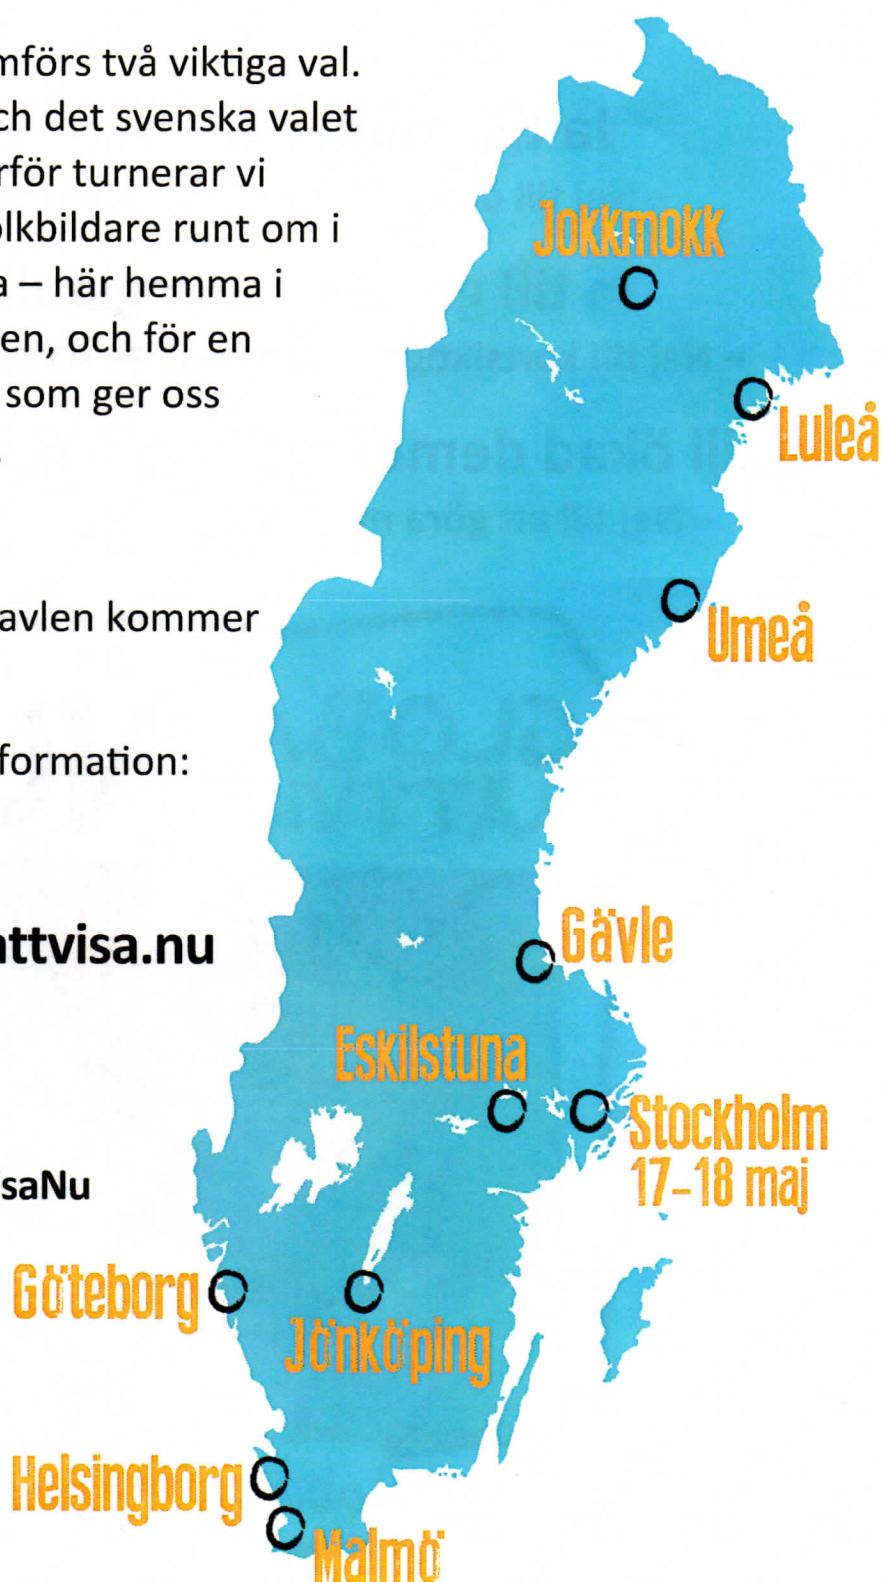 mförs två viktiga val.
ch det svenska valet
rför turnerar vi
olkbildare runt om i
a – här hemma i
en, och för en
som ger oss
avlen kommer
formation:
attvisa.nu
saNu
Jokkmokk
Luleå
Umeå
Gävle
Eskilstuna
Stockholm
17-18 maj
Göteborg
Jönköping
Helsingborg
Malmö